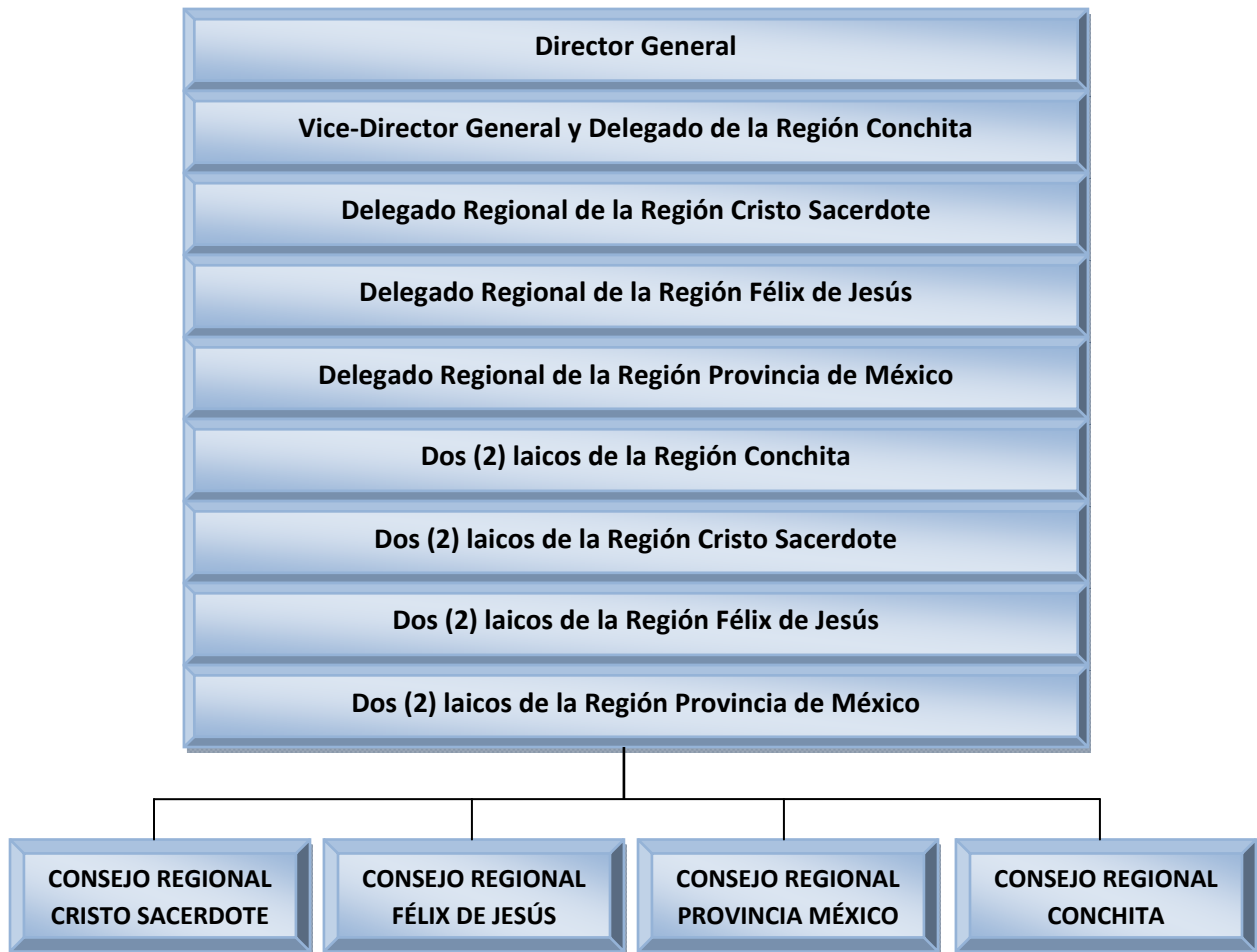 Director General
Vice-Director General y Delegado de la Región Conchita
Delegado Regional de la Región Cristo Sacerdote
Delegado Regional de la Región Félix de Jesús
Delegado Regional de la Región Provincia de México
Dos (2) laicos de la Región Conchita
Dos (2) laicos de la Región Cristo Sacerdote
Dos (2) laicos de la Región Félix de Jesús
Dos (2) laicos de la Región Provincia de México
CONSEJO REGIONAL
CRISTO SACERDOTE
CONSEJO REGIONAL
FÉLIX DE JESÚS
CONSEJO REGIONAL
PROVINCIA MÉXICO
CONSEJO REGIONAL
CONCHITA